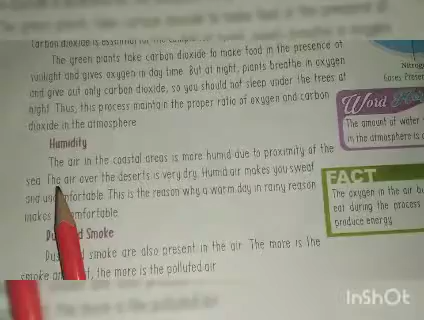 Carbon dioxide is essential for the
The green plants take carbon dioxide to make food in the presence of
sunlight and gives oxygen in day time. But at night, plants breathe in oxygen
and give out only carbon dioxide, so you should not sleep under the trees at
night. Thus, this process maintain the proper ratio of oxygen and carbon
dioxide in the atmosphere.
Humidity
The air in the coastal areas is more humid due to proximity of the
sea. The air over the deserts is very dry. Humid air makes you sweat
and This is the reason why a warm day in rainy reason
makes
Smoke
smoke are also present in the air. The more is the
smoke the more is the polluted air.
Gases Presen
Word
The amount of water
in the atmosphere is c
FACT
The oxygen in the air
eat during the process
produce energy
InShOt